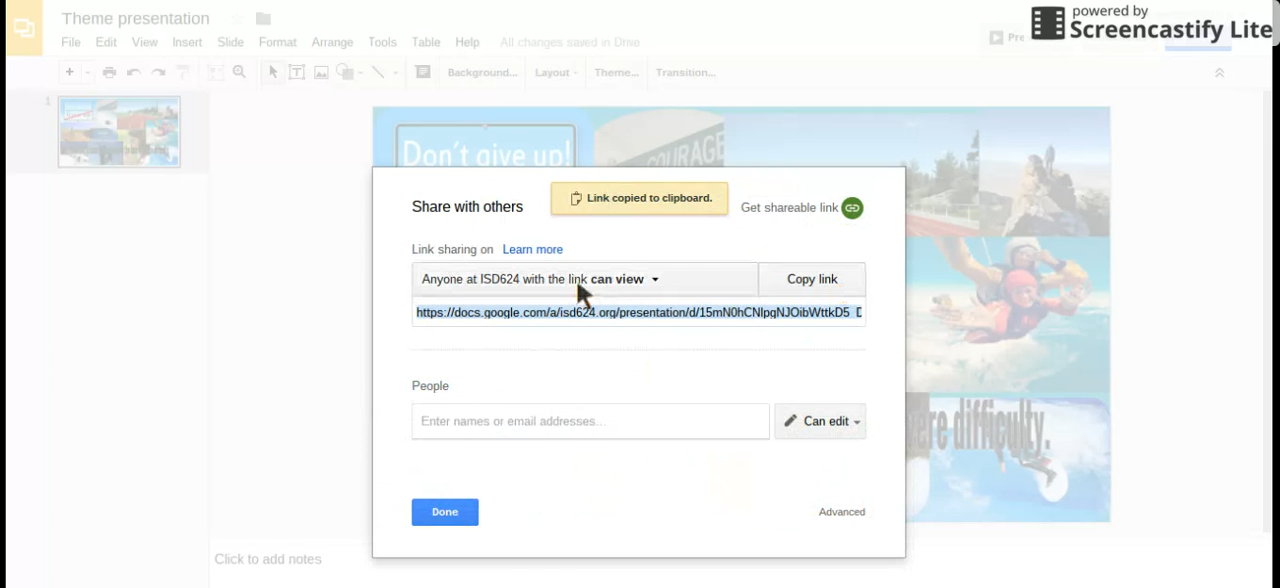 Theme presentation
powered by
Screencastify Lite
File Edit View Insert Slide Format Arrange Tools Table Help All changes saved in Drive
Background... Layout Theme... Transition...
1
Don't give up!
COURAGE
Share with others
Link copied to clipboard.
Get shareable link
Link sharing on Learn more
Anyone at ISD624 with the link can view
Copy link
https://docs.google.com/a/isd624.org/presentation/d/15mN0hCNlpgNJOibWttkD5_
People
Enter names or email addresses...
Can edit
difficulty.
Done
Advanced
Click to add notes